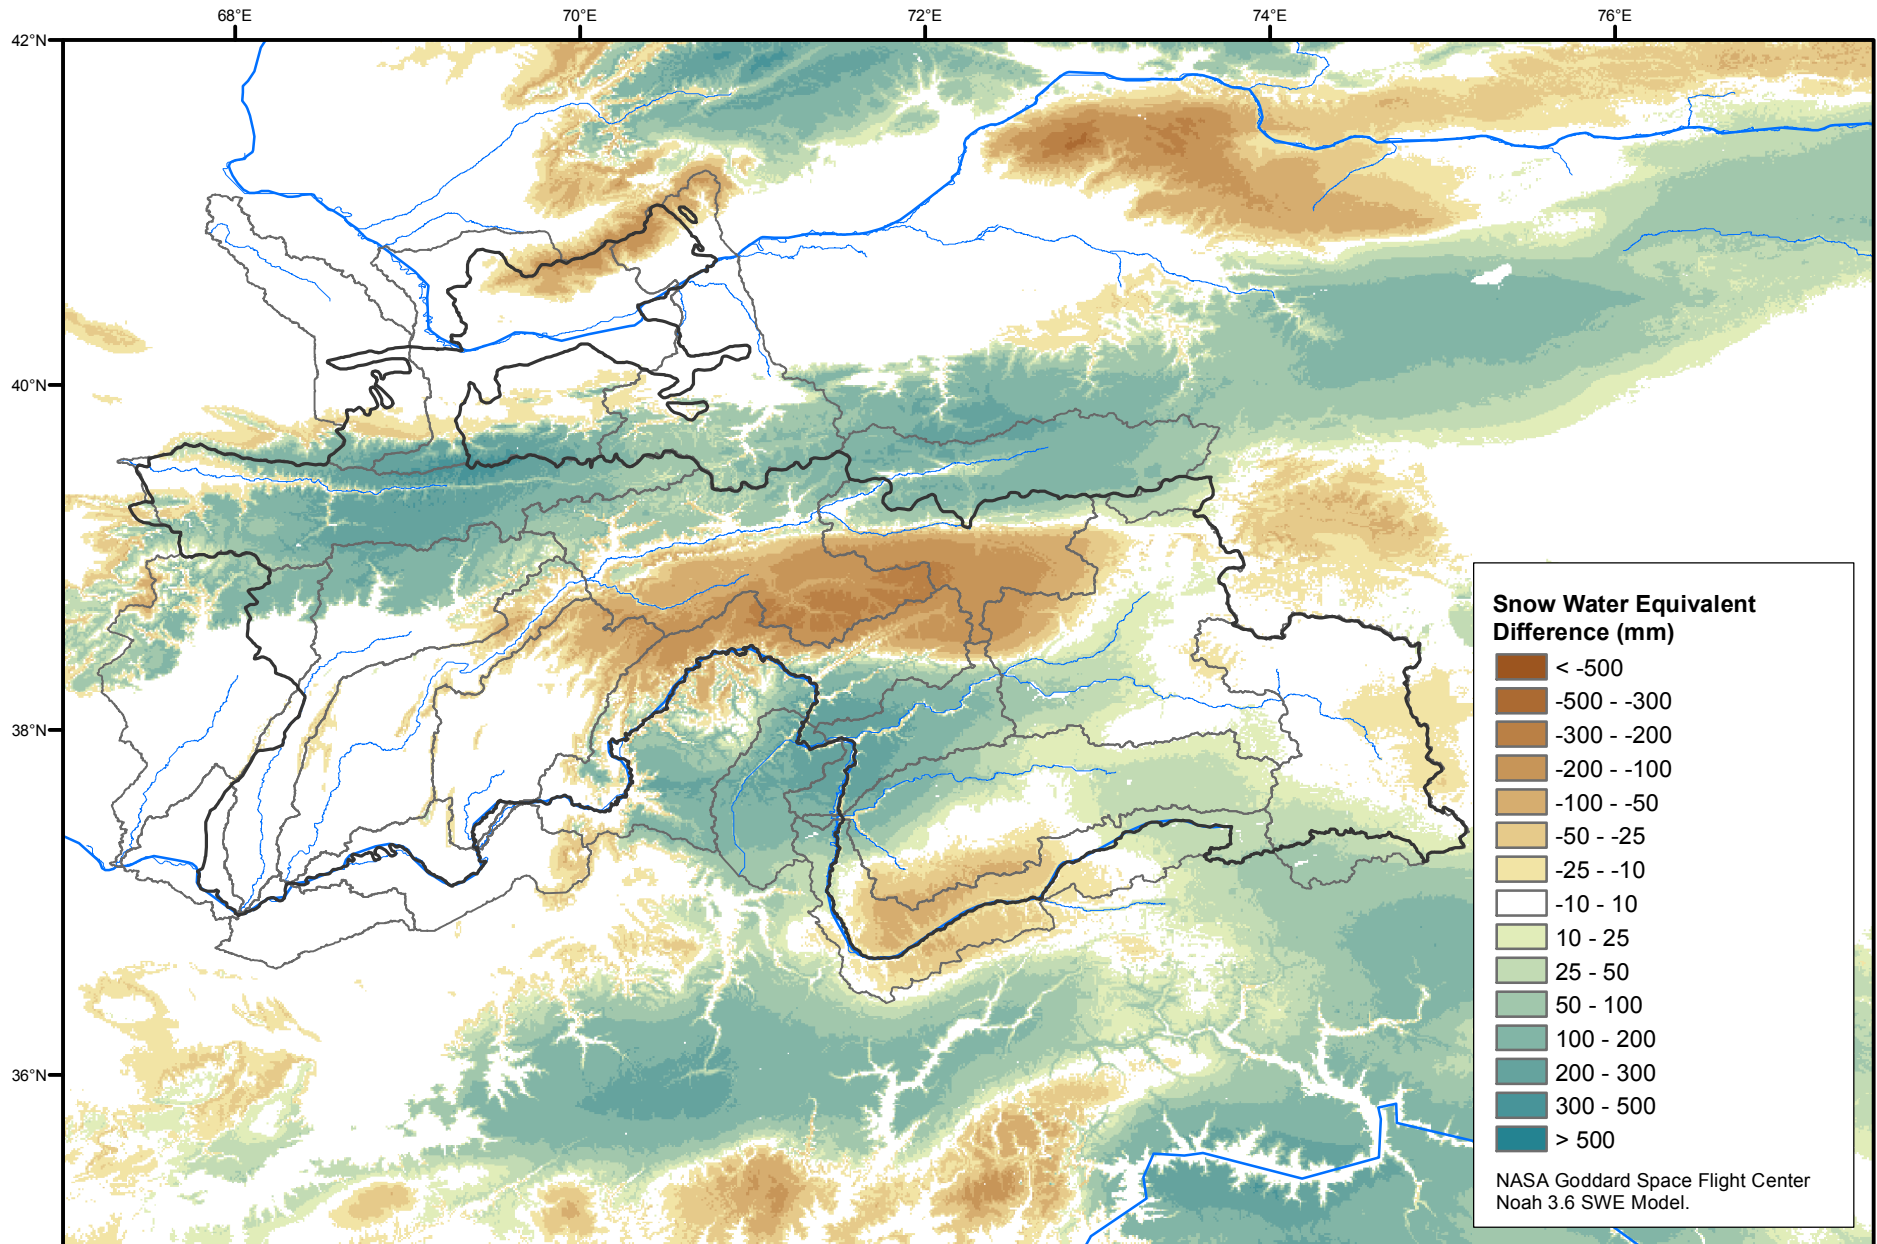 68°E 70°E 72°E 74°E 76°E
42°N
40°N
38°N
36°N
Snow Water Equivalent
Difference (mm)
< -500
-500 - -300
-300 - -200
-200 - -100
-100 - -50
-50 - -25
-25 - -10
-10 - 10
10 - 25
25 - 50
50 - 100
100 - 200
200 - 300
300 - 500
> 500
NASA Goddard Space Flight Center
Noah 3.6 SWE Model.